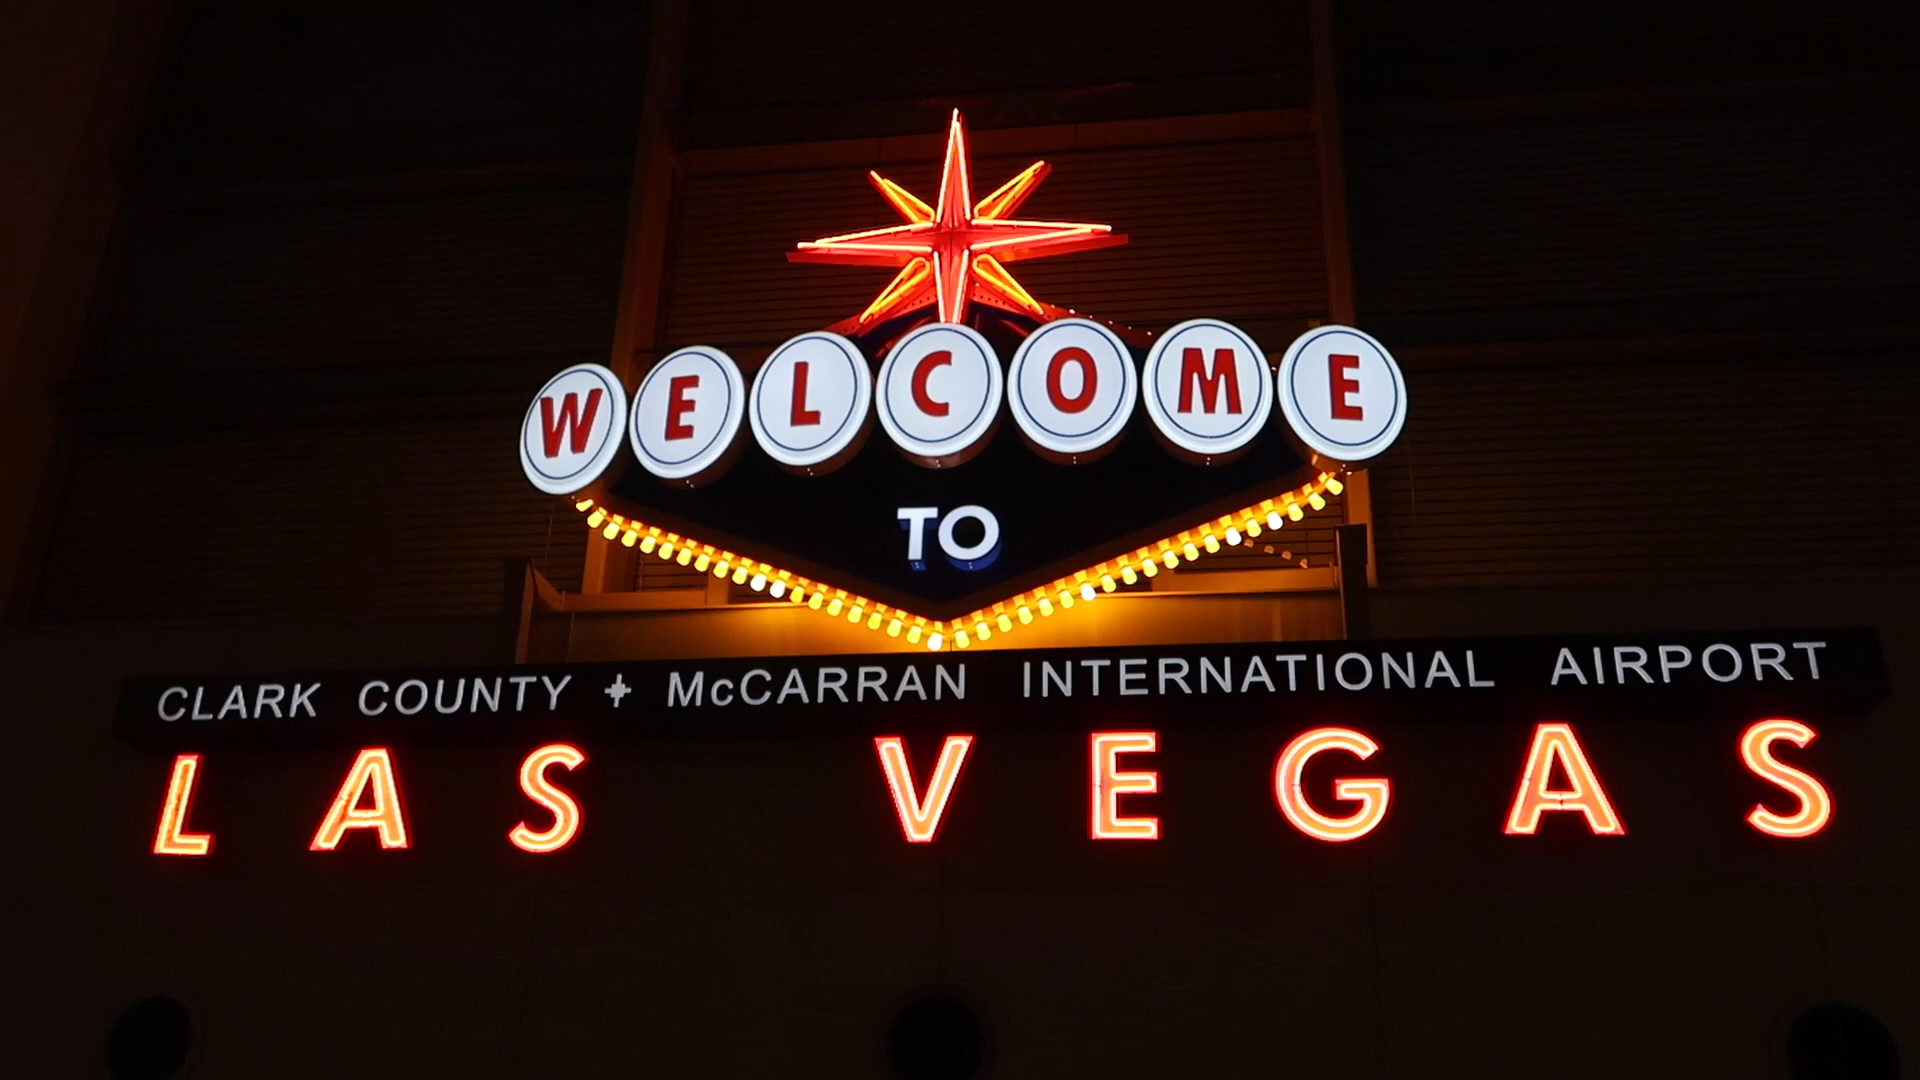 WELCOME
TO
CLARK COUNTY + McCARRAN INTERNATIONAL AIRPORT
LAS VEGAS